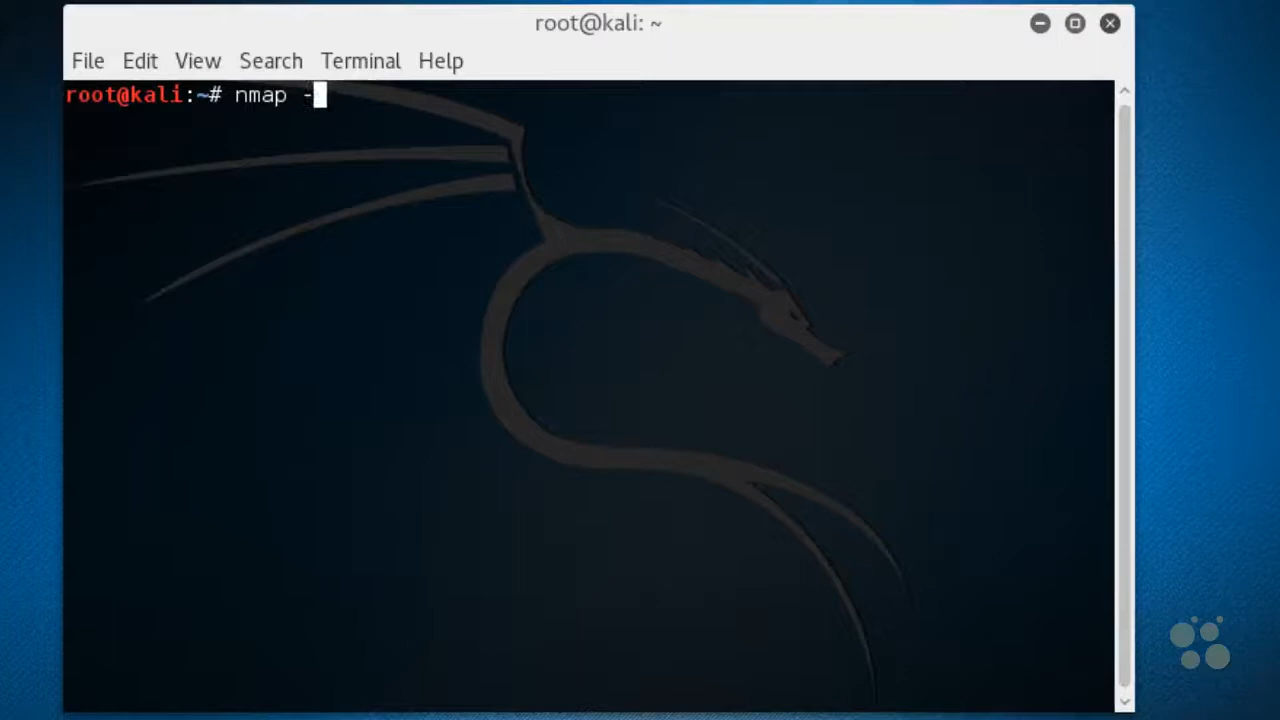 root@kali: ~
File Edit View Search Terminal Help
root@kali:~# nmap -